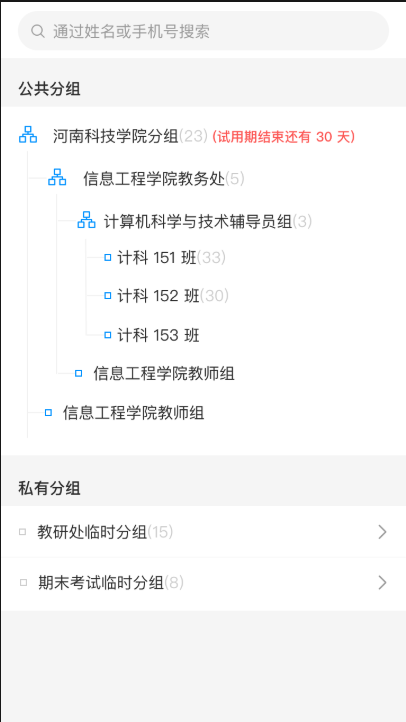 通过姓名或手机号搜索
公共分组
河南科技学院分组(23) (试用期结束还有 30 天)
信息工程学院教务处(5)
计算机科学与技术辅导员组(3)
计科 151 班(33)
计科 152 班(30)
计科 153 班
信息工程学院教师组
信息工程学院教师组
私有分组
教研处临时分组(15)
期末考试临时分组(8)